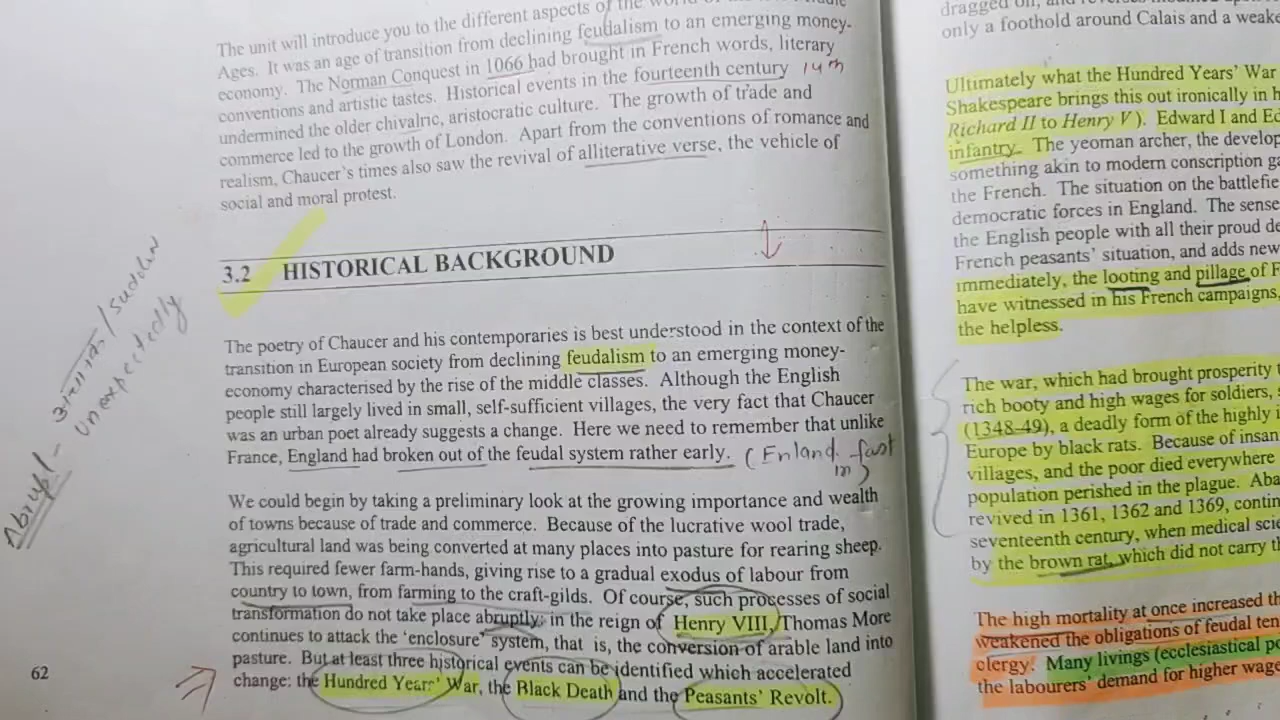 The unit will introduce you to the different aspects of the world of the
Ages. It was an age of transition from declining feudalism to an emerging money-
economy. The Norman Conquest in 1066 had brought in French words, literary
conventions and artistic tastes. Historical events in the fourteenth century 14th
undermined the older chivalric, aristocratic culture. The growth of trade and
commerce led to the growth of London. Apart from the conventions of romance and
realism, Chaucer's times also saw the revival of alliterative verse, the vehicle of
social and moral protest.
3.2 HISTORICAL BACKGROUND
The poetry of Chaucer and his contemporaries is best understood in the context of the
transition in European society from declining feudalism to an emerging money-
economy characterised by the rise of the middle classes. Although the English
people still largely lived in small, self-sufficient villages, the very fact that Chaucer
was an urban poet already suggests a change. Here we need to remember that unlike
France, England had broken out of the feudal system rather early. (Enland fast
in)
We could begin by taking a preliminary look at the growing importance and wealth
of towns because of trade and commerce. Because of the lucrative wool trade,
agricultural land was being converted at many places into pasture for rearing sheep.
This required fewer farm-hands, giving rise to a gradual exodus of labour from
country to town, from farming to the craft-gilds. Of course, such processes of social
transformation do not take place abruptly: in the reign of Henry VIII, Thomas More
continues to attack the 'enclosure' system, that is, the conversion of arable land into
pasture. But at least three historical events can be identified which accelerated
change: the Hundred Years' War, the Black Death and the Peasants' Revolt.
62
Abrupt - अचानक / sudden
unexpectedly
dragged on, and reverses
only a foothold around Calais and a weak
Ultimately what the Hundred Years' War
Shakespeare brings this out ironically in h
Richard II to Henry V). Edward I and Ed
infantry. The yeoman archer, the develop
something akin to modern conscription ga
the French. The situation on the battlefie
democratic forces in England. The sense
the English people with all their proud de
French peasants' situation, and adds new
immediately, the looting and pillage of F
have witnessed in his French campaigns,
the helpless.
The war, which had brought prosperity t
rich booty and high wages for soldiers,
(1348-49), a deadly form of the highly
Europe by black rats. Because of insan
villages, and the poor died everywhere
population perished in the plague. Aba
revived in 1361, 1362 and 1369, contin
seventeenth century, when medical scie
by the brown rat, which did not carry th
The high mortality at once increased th
weakened the obligations of feudal ten
clergy. Many livings (ecclesiastical po
the labourers' demand for higher wage